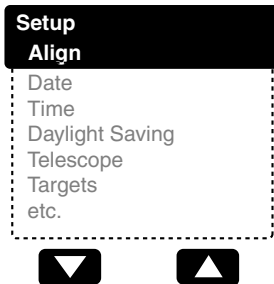 Setup
Align
Date
Time
Daylight Saving
Telescope
Targets
etc.